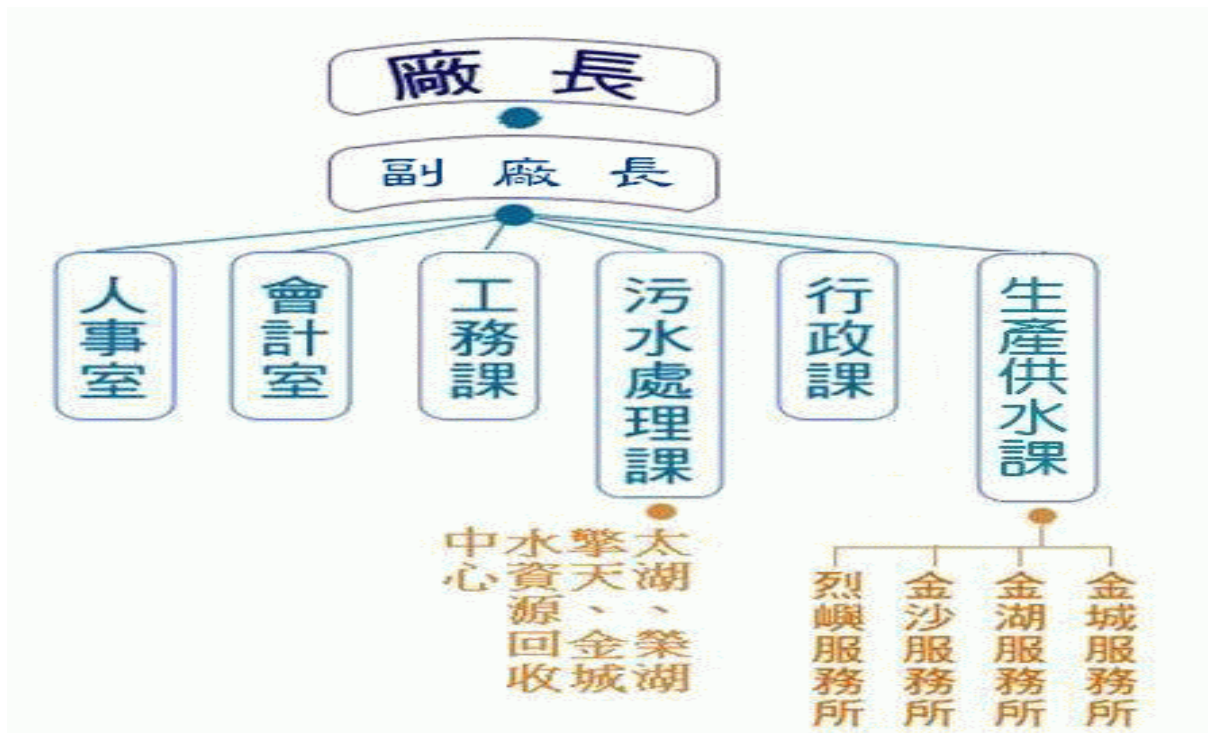 廠長
副廠長
人事室
會計室
工務課
污水處理課
行政課
生產供水課
太湖、榮湖
擎天、金城
水資源回收
中心
烈嶼服務所
金沙服務所
金湖服務所
金城服務所